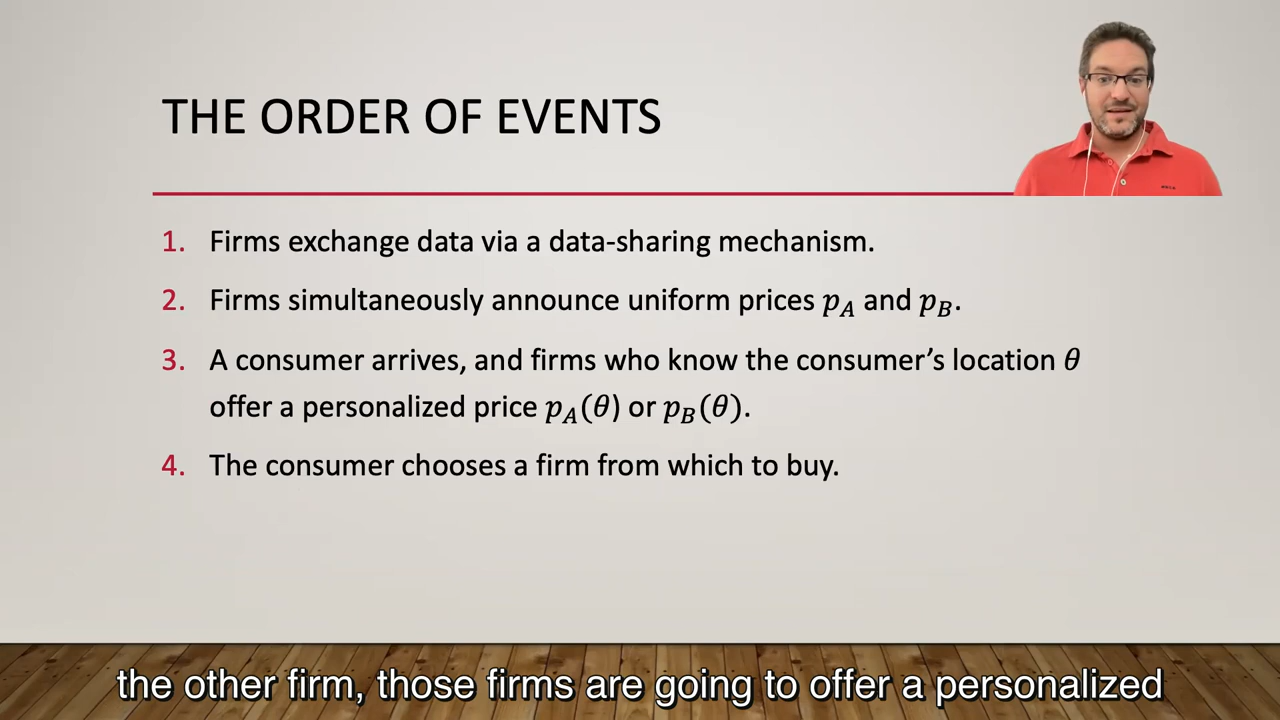 THE ORDER OF EVENTS
1. Firms exchange data via a data-sharing mechanism.
2. Firms simultaneously announce uniform prices p_A and p_B.
3. A consumer arrives, and firms who know the consumer’s location θ
offer a personalized price p_A(θ) or p_B(θ).
4. The consumer chooses a firm from which to buy.
the other firm, those firms are going to offer a personalized